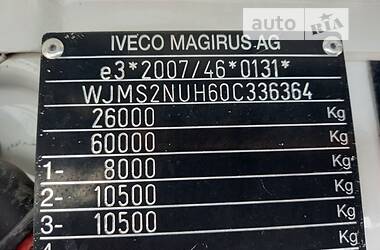 IVECO MAGIRUS AG
e3*2007/46*0131*
WJMS2NUH60C336364
26000 Kg
60000 Kg
1- 8000 Kg
2- 10500 Kg
3- 10500 Kg
AUTO RIA